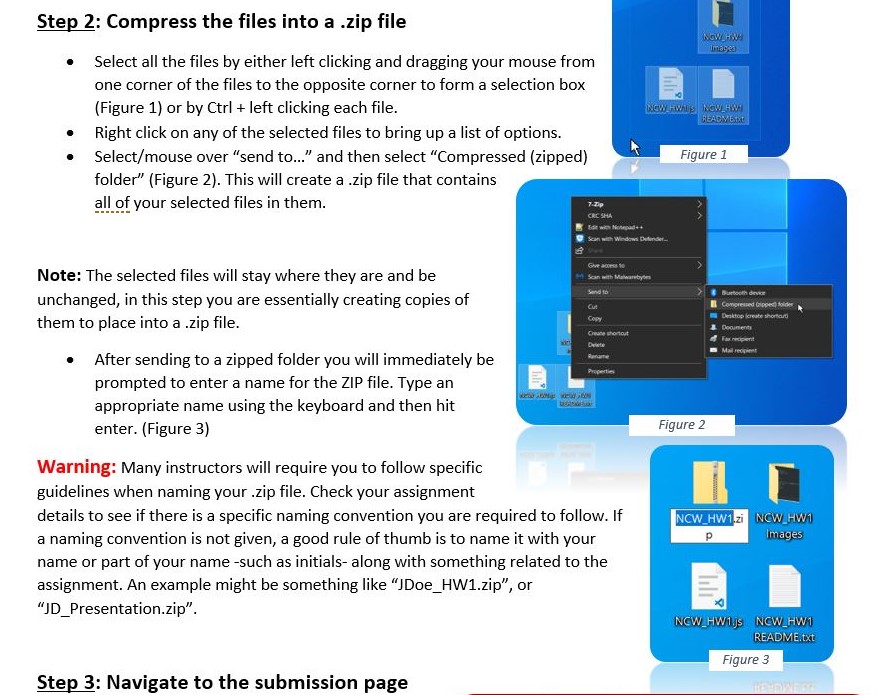 Step 2: Compress the files into a .zip file
• Select all the files by either left clicking and dragging your mouse from
one corner of the files to the opposite corner to form a selection box
(Figure 1) or by Ctrl + left clicking each file.
• Right click on any of the selected files to bring up a list of options.
• Select/mouse over “send to…” and then select “Compressed (zipped)
folder” (Figure 2). This will create a .zip file that contains
all of your selected files in them.
NCW_HW1
Images
NCW_HW1.js NCW_HW1
README.txt
Figure 1
Note: The selected files will stay where they are and be
unchanged, in this step you are essentially creating copies of
them to place into a .zip file.
• After sending to a zipped folder you will immediately be
prompted to enter a name for the ZIP file. Type an
appropriate name using the keyboard and then hit
enter. (Figure 3)
7-Zip
CRC SHA
Edit with Notepad++
Scan with Windows Defender...
Share
Give access to
Scan with Malwarebytes
Send to
Cut
Copy
Create shortcut
Delete
Rename
Properties
Bluetooth device
Compressed (zipped) folder
Desktop (create shortcut)
Documents
Fax recipient
Mail recipient
Figure 2
Warning: Many instructors will require you to follow specific
guidelines when naming your .zip file. Check your assignment
details to see if there is a specific naming convention you are required to follow. If
a naming convention is not given, a good rule of thumb is to name it with your
name or part of your name -such as initials- along with something related to the
assignment. An example might be something like “JDoe_HW1.zip”, or
“JD_Presentation.zip”.
NCW_HW1.zi NCW_HW1
p Images
NCW_HW1.js NCW_HW1
README.txt
Figure 3
Step 3: Navigate to the submission page